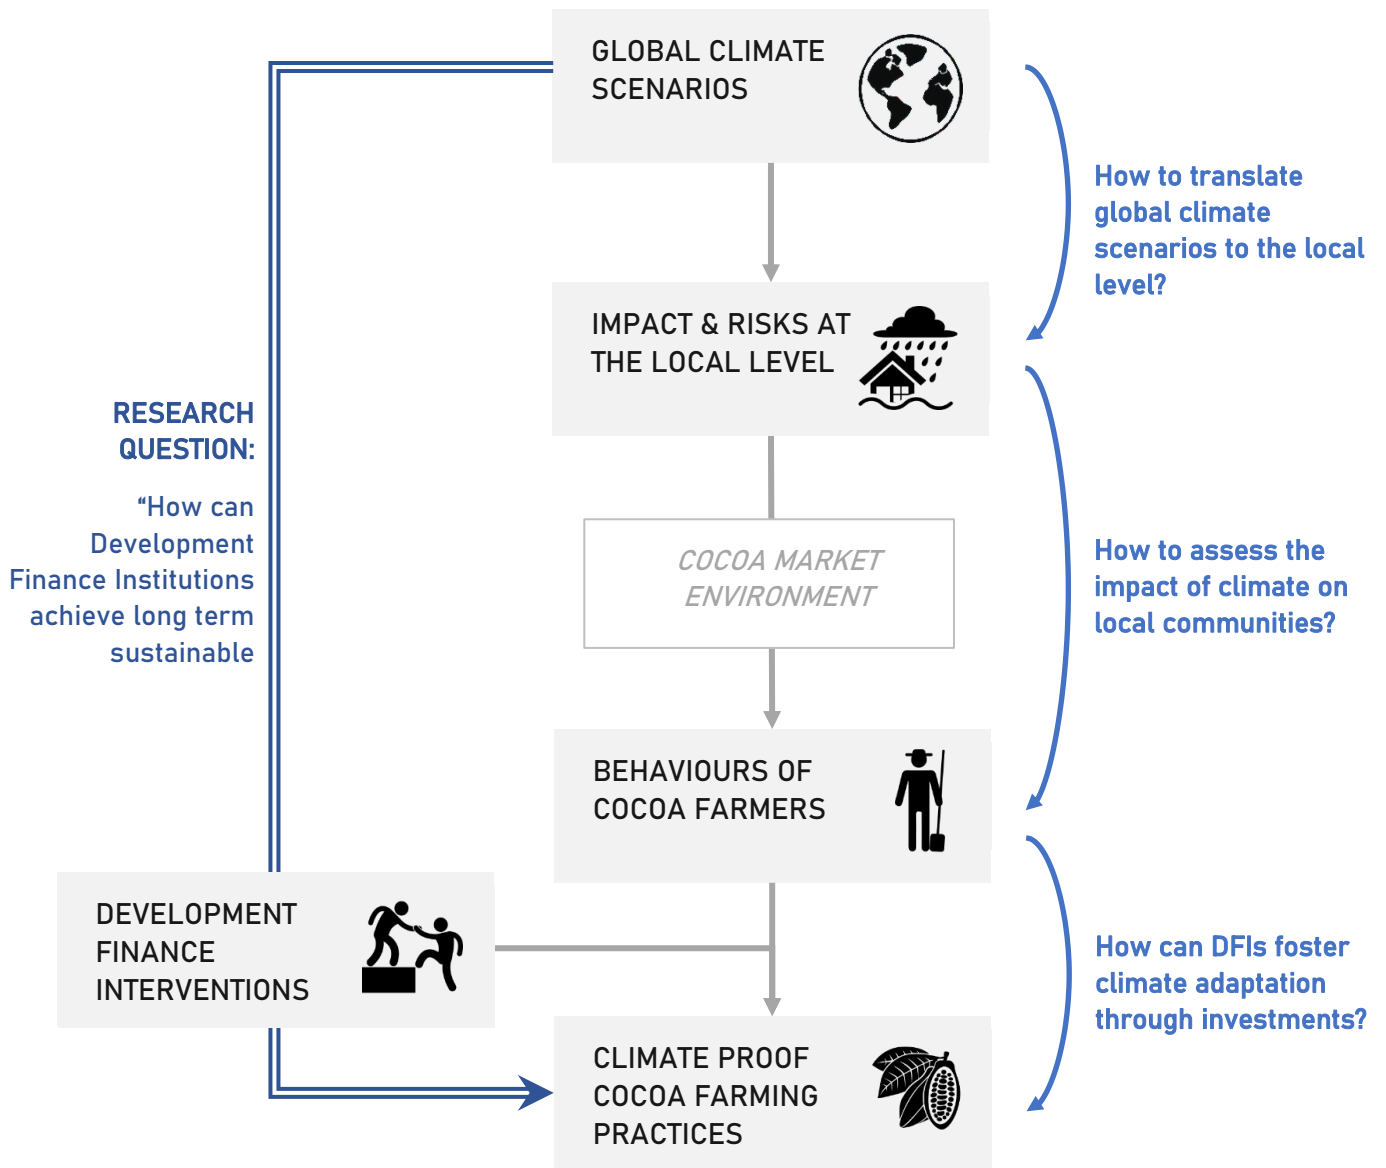 GLOBAL CLIMATE
SCENARIOS
How to translate
global climate
scenarios to the local
level?
IMPACT & RISKS AT
THE LOCAL LEVEL
RESEARCH
QUESTION:
“How can
Development
Finance Institutions
achieve long term
sustainable
COCOA MARKET
ENVIRONMENT
How to assess the
impact of climate on
local communities?
BEHAVIOURS OF
COCOA FARMERS
DEVELOPMENT
FINANCE
INTERVENTIONS
How can DFIs foster
climate adaptation
through investments?
CLIMATE PROOF
COCOA FARMING
PRACTICES